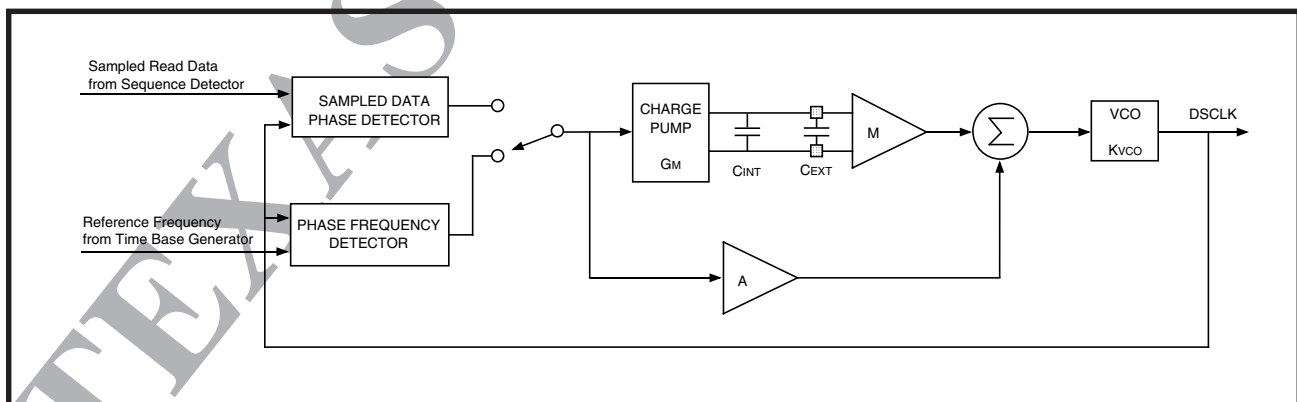 Sampled Read Data
from Sequence Detector
SAMPLED DATA
PHASE DETECTOR
Reference Frequency
from Time Base Generator
PHASE FREQUENCY
DETECTOR
CHARGE
PUMP
GM
CINT
CEXT
M
A
Σ
VCO
KVCO
DSCLK
TEXAS